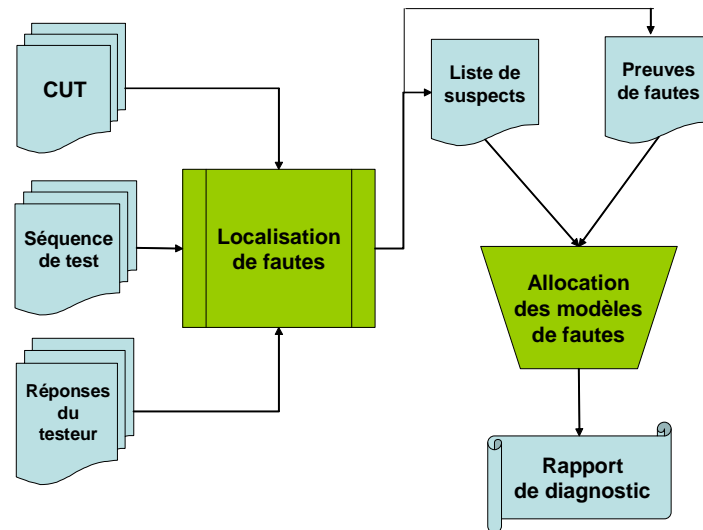 CUT
Séquence
de test
Réponses
du
testeur
Localisation
de fautes
Liste de
suspects
Preuves
de fautes
Allocation
des modèles
de fautes
Rapport
de diagnostic